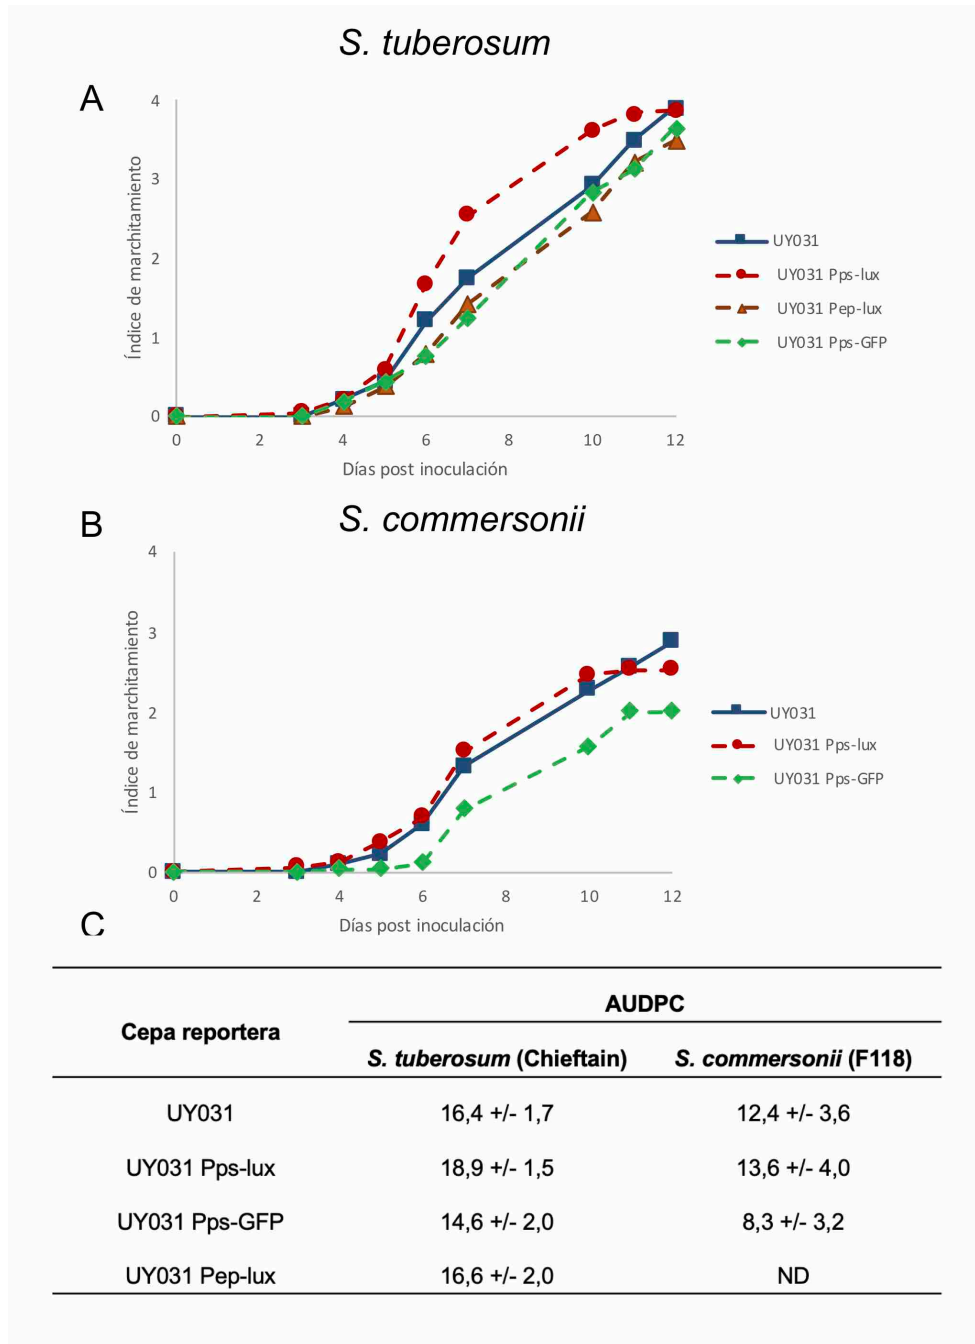 S. tuberosum
A
4
3
2
1
0
Índice de marchitamiento
0 2 4 6 8 10 12
Días post inoculación
UY031
UY031 Pps-lux
UY031 Pep-lux
UY031 Pps-GFP
B
S. commersonii
4
3
2
1
0
Índice de marchitamiento
0 2 4 6 8 10 12
Días post inoculación
UY031
UY031 Pps-lux
UY031 Pps-GFP
C
AUDPC
Cepa reportera
S. tuberosum (Chieftain) S. commersonii (F118)
UY031 16,4 +/- 1,7 12,4 +/- 3,6
UY031 Pps-lux 18,9 +/- 1,5 13,6 +/- 4,0
UY031 Pps-GFP 14,6 +/- 2,0 8,3 +/- 3,2
UY031 Pep-lux 16,6 +/- 2,0 ND